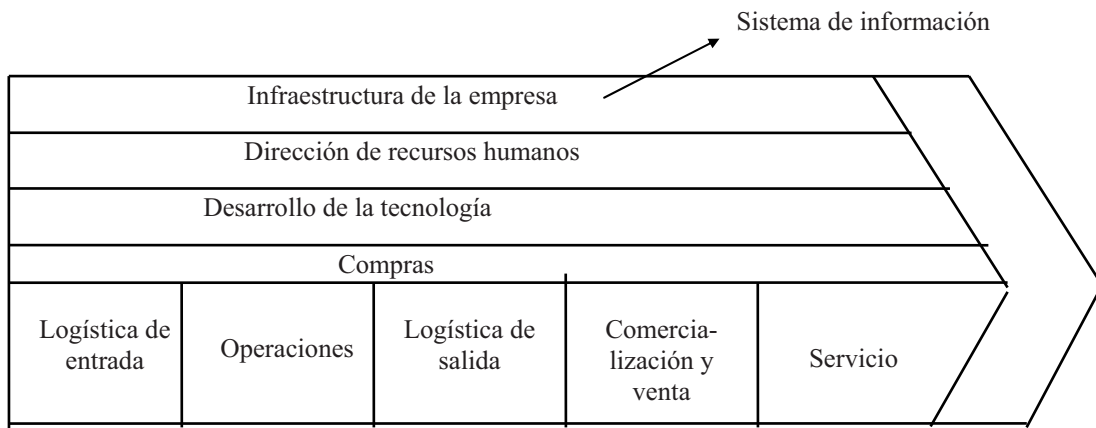 Sistema de información
Infraestructura de la empresa
Dirección de recursos humanos
Desarrollo de la tecnología
Compras
Logística de
entrada
Operaciones
Logística de
salida
Comercia-
lización y
venta
Servicio